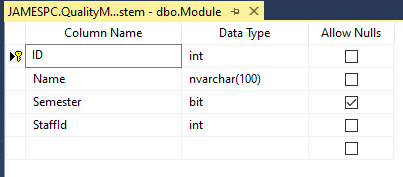 JAMESPC.QualityM...stem - dbo.Module
Column Name Data Type Allow Nulls
ID int
Name nvarchar(100)
Semester bit
StaffId int